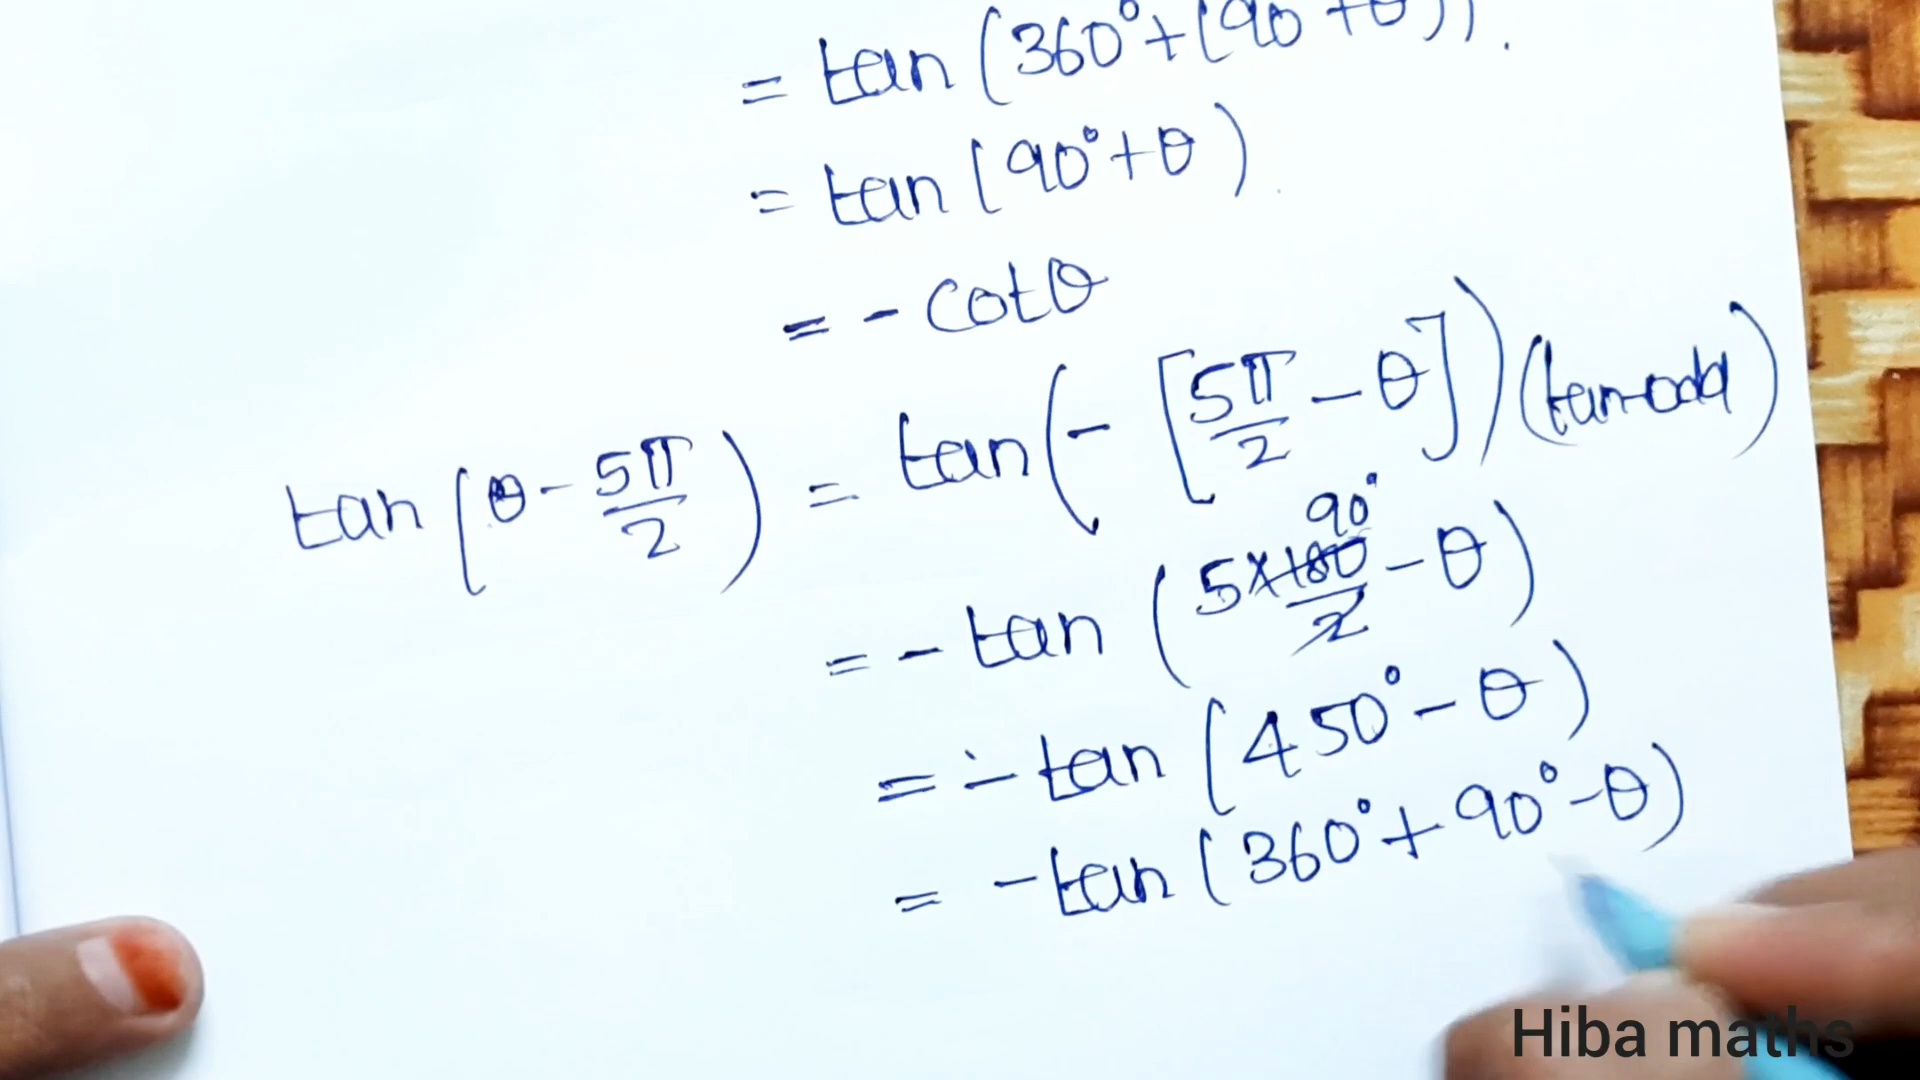 = tan (360° + (90 + θ)).
= tan (90° + θ)
= - cotθ
tan (θ - 5π/2) = tan (- [5π/2 - θ]) (tan-odd)
90°
= - tan (5×180/2 - θ)
= - tan (450° - θ)
= - tan (360° + 90° - θ)
Hiba maths